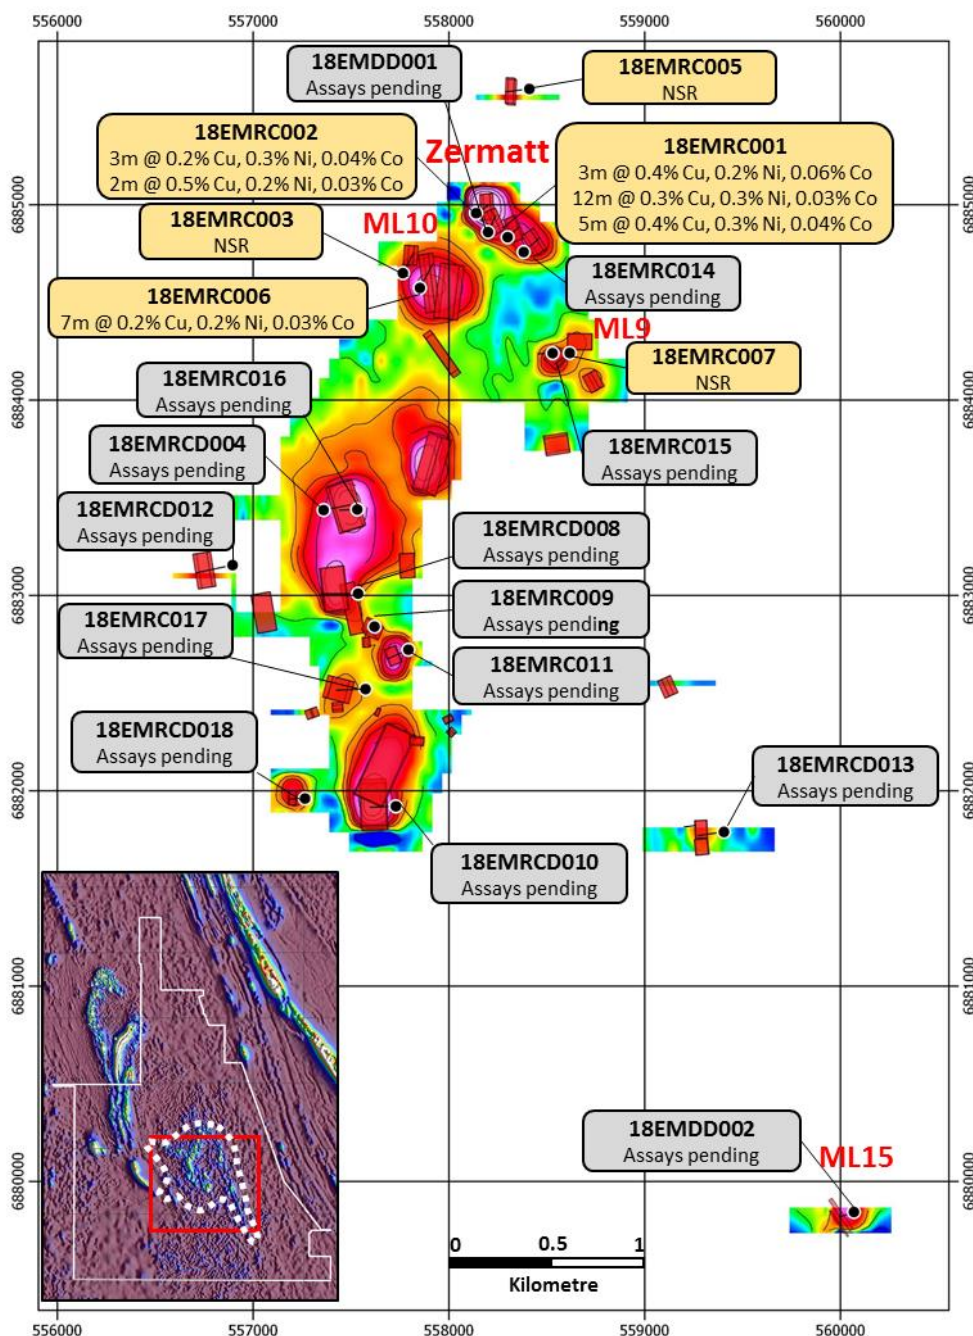 556000
557000
558000
559000
560000
18EMDD001
Assays pending
18EMRC005
NSR
18EMRC002
3m @ 0.2% Cu, 0.3% Ni, 0.04% Co
2m @ 0.5% Cu, 0.2% Ni, 0.03% Co
Zermatt
18EMRC001
3m @ 0.4% Cu, 0.2% Ni, 0.06% Co
12m @ 0.3% Cu, 0.3% Ni, 0.03% Co
5m @ 0.4% Cu, 0.3% Ni, 0.04% Co
6885000
6885000
18EMRC003
NSR
ML10
18EMRC014
Assays pending
18EMRC006
7m @ 0.2% Cu, 0.2% Ni, 0.03% Co
ML9
18EMRC007
NSR
18EMRC016
Assays pending
6884000
6884000
18EMRCD004
Assays pending
18EMRC015
Assays pending
18EMRCD012
Assays pending
18EMRCD008
Assays pending
6883000
6883000
18EMRC009
Assays pending
18EMRC017
Assays pending
18EMRC011
Assays pending
18EMRCD018
Assays pending
18EMRCD013
Assays pending
6882000
6882000
18EMRCD010
Assays pending
6881000
6881000
18EMDD002
Assays pending
ML15
6880000
6880000
0
0.5
1
Kilometre
556000
557000
558000
559000
560000